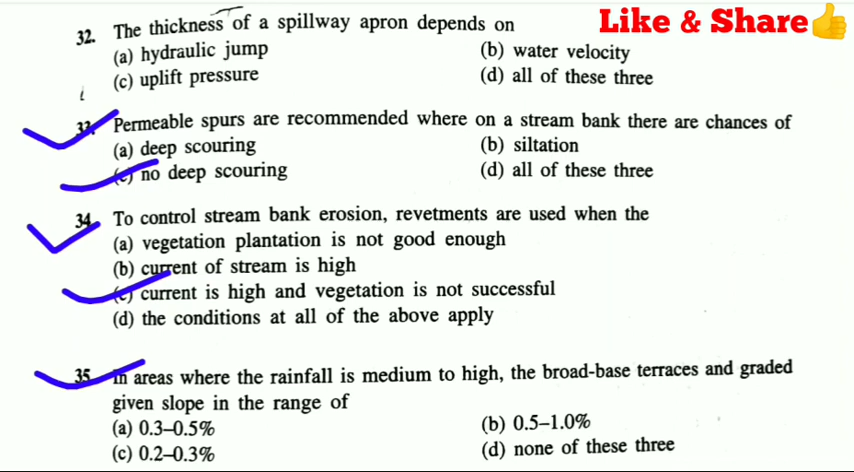 Like & Share
32. The thickness of a spillway apron depends on
(a) hydraulic jump (b) water velocity
(c) uplift pressure (d) all of these three
33. Permeable spurs are recommended where on a stream bank there are chances of
(a) deep scouring (b) siltation
(c) no deep scouring (d) all of these three
34. To control stream bank erosion, revetments are used when the
(a) vegetation plantation is not good enough
(b) current of stream is high
(c) current is high and vegetation is not successful
(d) the conditions at all of the above apply
35. In areas where the rainfall is medium to high, the broad-base terraces and graded
given slope in the range of
(a) 0.3–0.5% (b) 0.5–1.0%
(c) 0.2–0.3% (d) none of these three